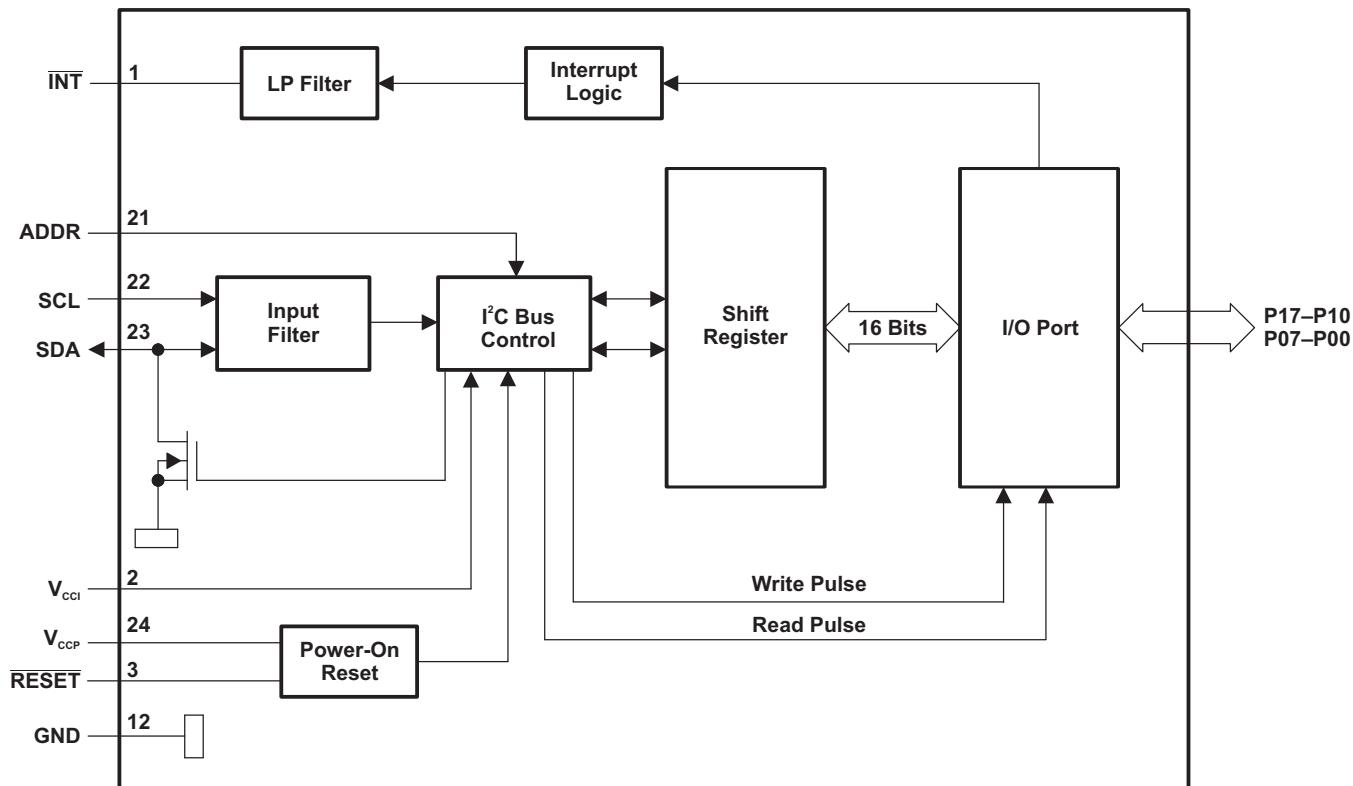 INT
1
LP Filter
Interrupt
Logic
ADDR
21
SCL
22
SDA
23
Input
Filter
I²C Bus
Control
Shift
Register
16 Bits
I/O Port
P17–P10
P07–P00
VCCI
2
Write Pulse
VCCP
24
Read Pulse
RESET
3
Power-On
Reset
GND
12